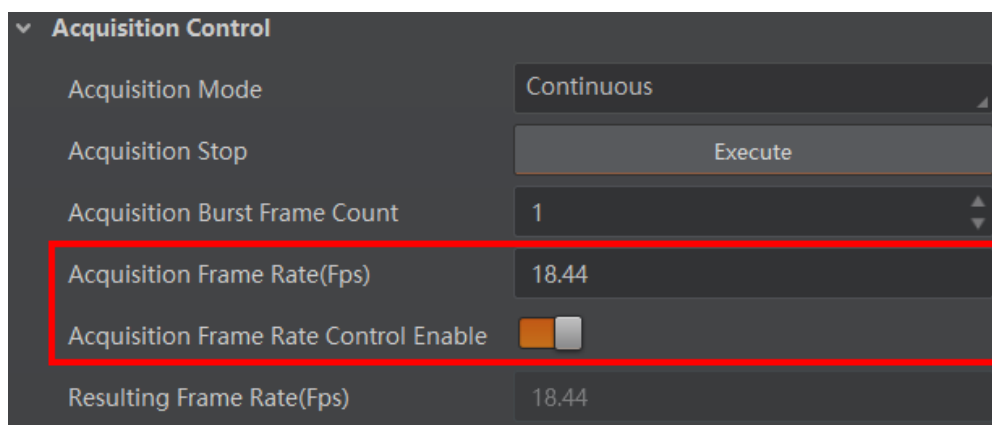 Acquisition Control
Acquisition Mode Continuous
Acquisition Stop Execute
Acquisition Burst Frame Count 1
Acquisition Frame Rate(Fps) 18.44
Acquisition Frame Rate Control Enable
Resulting Frame Rate(Fps) 18.44